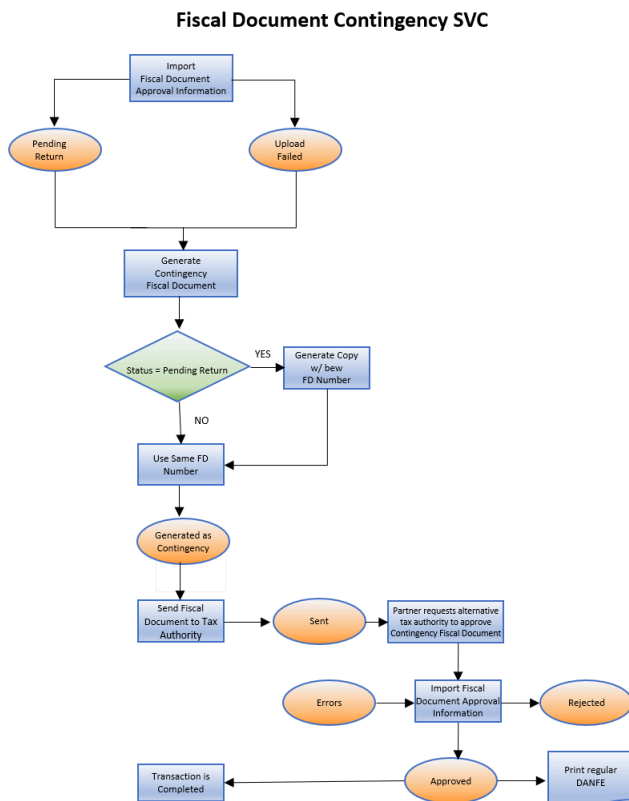 Fiscal Document Contingency SVC
Import
Fiscal Document
Approval Information
Pending
Return
Upload
Failed
Generate
Contingency
Fiscal Document
Status = Pending Return
YES
Generate Copy
w/ bew
FD Number
NO
Use Same FD
Number
Generated as
Contingency
Send Fiscal
Document to Tax
Authority
Sent
Partner requests alternative
tax authority to approve
Contingency Fiscal Document
Errors
Import Fiscal
Document Approval
Information
Rejected
Transaction is
Completed
Approved
Print regular
DANFE